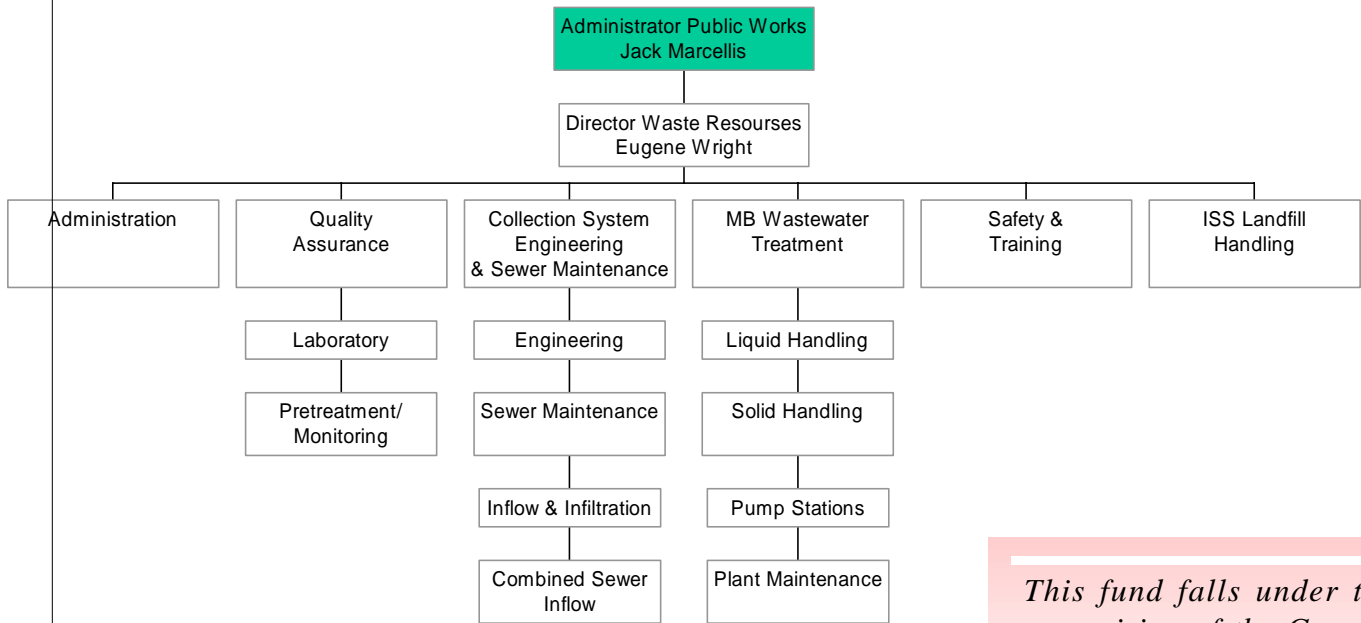 Administrator Public Works
Jack Marcellis
Director Waste Resourses
Eugene Wright
Administration
Quality
Assurance
Collection System
Engineering
& Sewer Maintenance
MB Wastewater
Treatment
Safety &
Training
ISS Landfill
Handling
Laboratory
Pretreatment/
Monitoring
Engineering
Sewer Maintenance
Inflow & Infiltration
Combined Sewer
Inflow
Liquid Handling
Solid Handling
Pump Stations
Plant Maintenance
This fund falls under